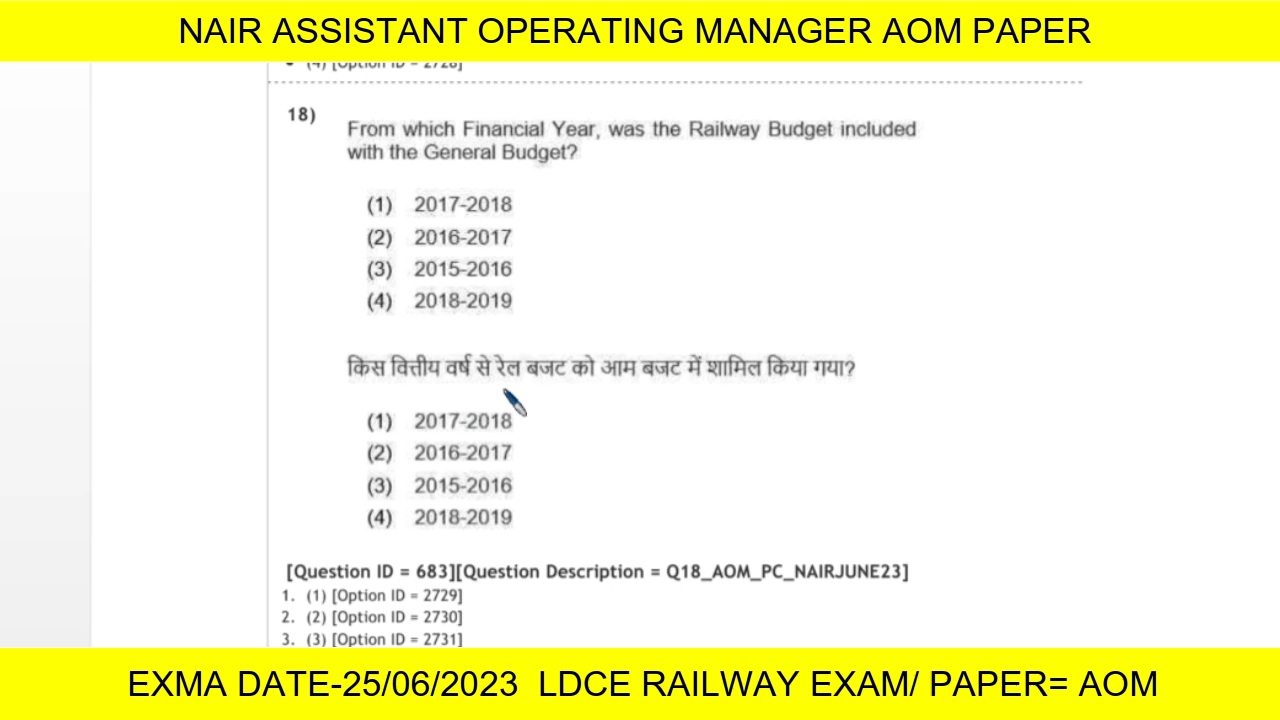 NAIR ASSISTANT OPERATING MANAGER AOM PAPER
(4) [Option ID = 2728]
18)
From which Financial Year, was the Railway Budget included
with the General Budget?
(1) 2017-2018
(2) 2016-2017
(3) 2015-2016
(4) 2018-2019
किस वित्तीय वर्ष से रेल बजट को आम बजट में शामिल किया गया?
(1) 2017-2018
(2) 2016-2017
(3) 2015-2016
(4) 2018-2019
[Question ID = 683][Question Description = Q18_AOM_PC_NAIRJUNE23]
1. (1) [Option ID = 2729]
2. (2) [Option ID = 2730]
3. (3) [Option ID = 2731]
EXMA DATE-25/06/2023 LDCE RAILWAY EXAM/ PAPER= AOM